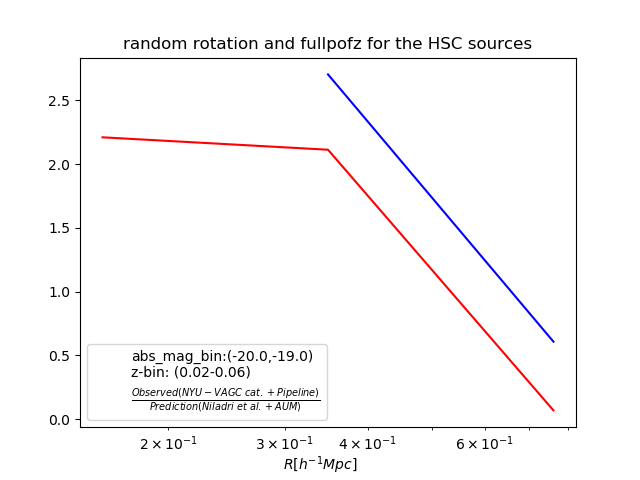 random rotation and fullpofz for the HSC sources
2.5
2.0
1.5
1.0
0.5
0.0
abs_mag_bin:(-20.0,-19.0)
z-bin: (0.02-0.06)
Observed(NYU − VAGC cat. + Pipeline)
Prediction(Niladri et al. + AUM)
2 × 10⁻¹ 3 × 10⁻¹ 4 × 10⁻¹ 6 × 10⁻¹
R[h⁻¹Mpc]